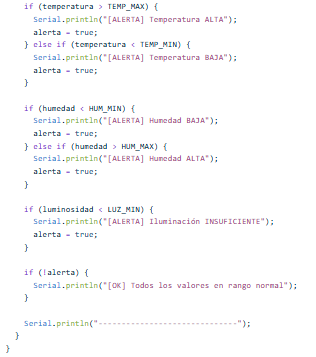 if (temperatura > TEMP_MAX) {
Serial.println("[ALERTA] Temperatura ALTA");
alerta = true;
} else if (temperatura < TEMP_MIN) {
Serial.println("[ALERTA] Temperatura BAJA");
alerta = true;
}
if (humedad < HUM_MIN) {
Serial.println("[ALERTA] Humedad BAJA");
alerta = true;
} else if (humedad > HUM_MAX) {
Serial.println("[ALERTA] Humedad ALTA");
alerta = true;
}
if (luminosidad < LUZ_MIN) {
Serial.println("[ALERTA] Iluminación INSUFICIENTE");
alerta = true;
}
if (!alerta) {
Serial.println("[OK] Todos los valores en rango normal");
}
Serial.println("-------------------------------");
}
}